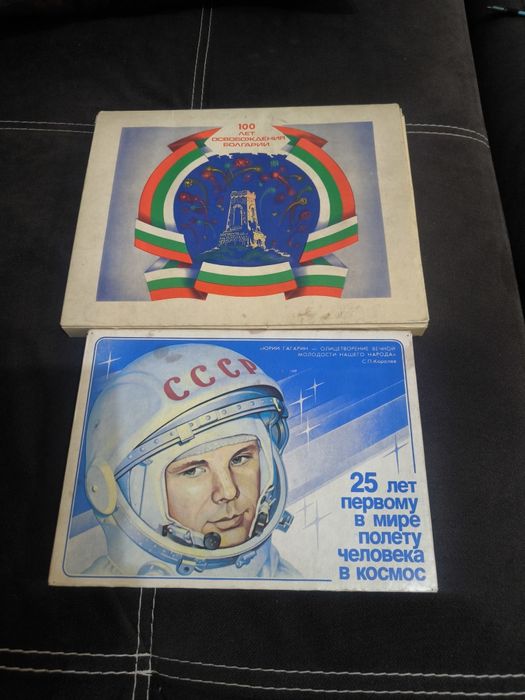 100
ЛЕТ
ОСВОБОЖДЕНИЯ
БОЛГАРИИ
«ЮРИЙ ГАГАРИН — ОЛИЦЕТВОРЕНИЕ ВЕЧНОЙ
МОЛОДОСТИ НАШЕГО НАРОДА»
С.П.Королев
СССР
25 лет
первому
в мире
полету
человека
в космос